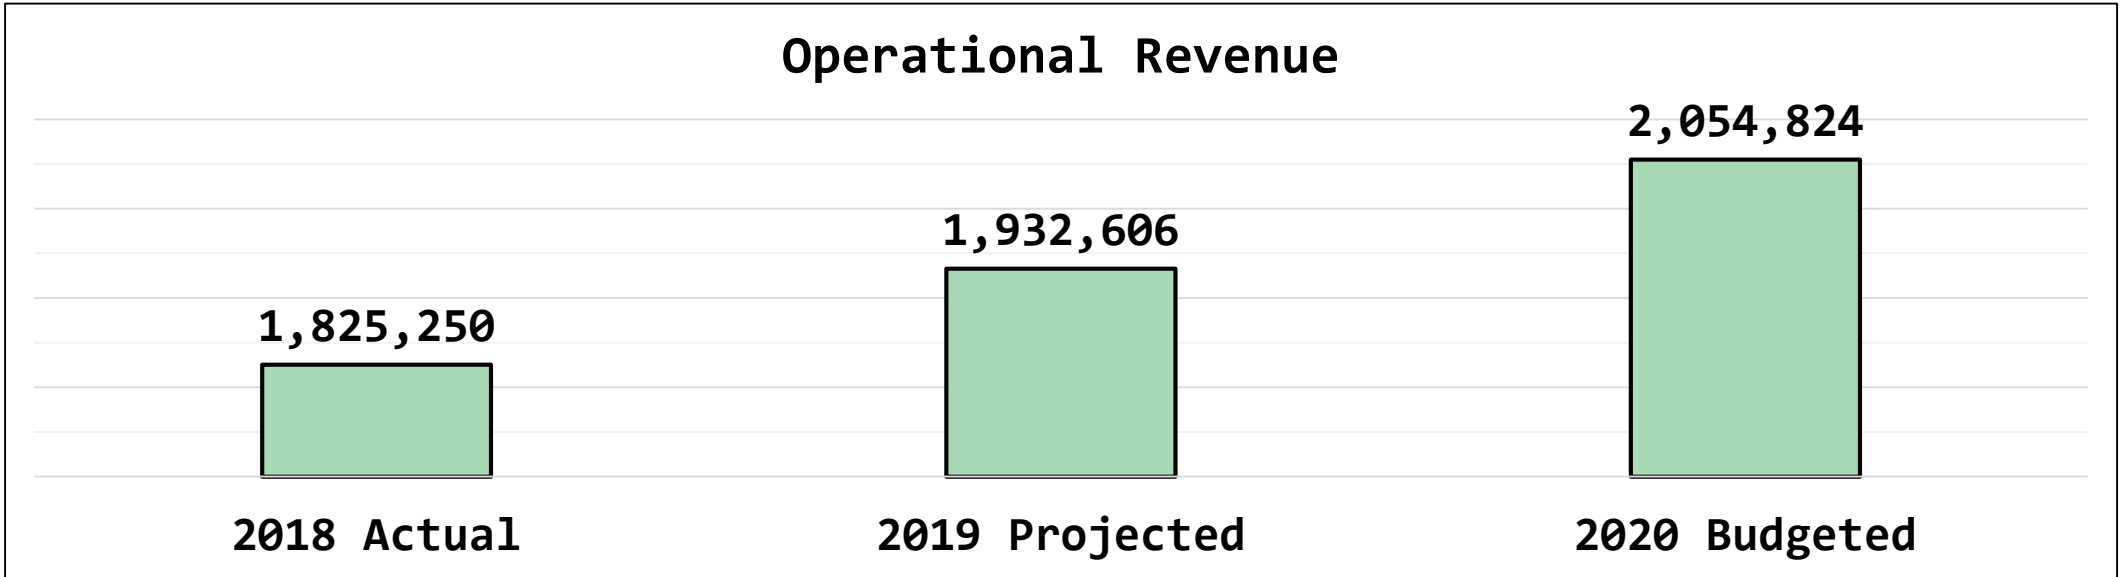 Operational Revenue
2,054,824
1,932,606
1,825,250
2018 Actual 2019 Projected 2020 Budgeted